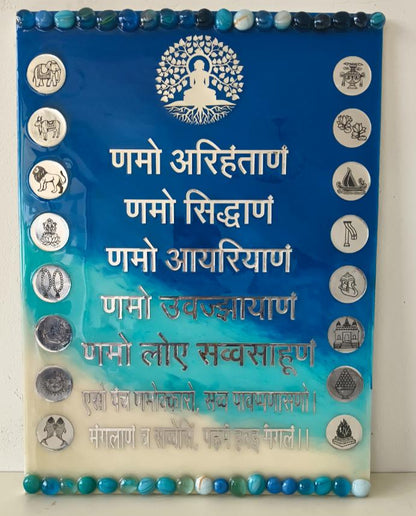 णमो अरिहंताणं
णमो सिद्धाणं
णमो आयरियाणं
णमो उवज्झायाणं
णमो लोए सव्वसाहूणं
एसो पंच णमोक्कारो, सव्व पावप्पणासणो।
मंगलाणं च सव्वेसिं, पढमं हवइ मंगलं।।